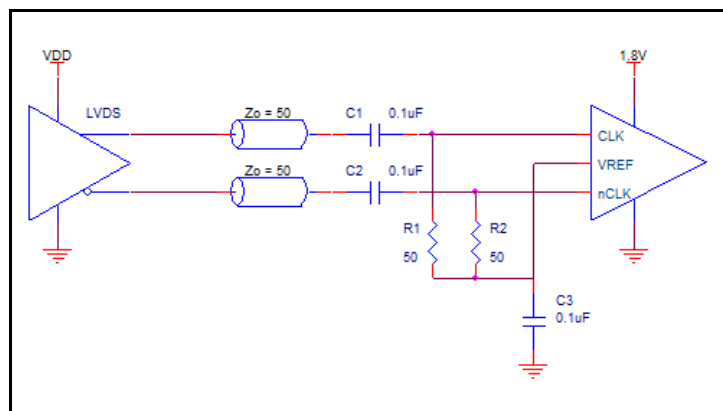 VDD
1.8V
LVDS
Zo = 50
C1
0.1uF
CLK
Zo = 50
C2
0.1uF
VREF
nCLK
R1
R2
50
50
C3
0.1uF